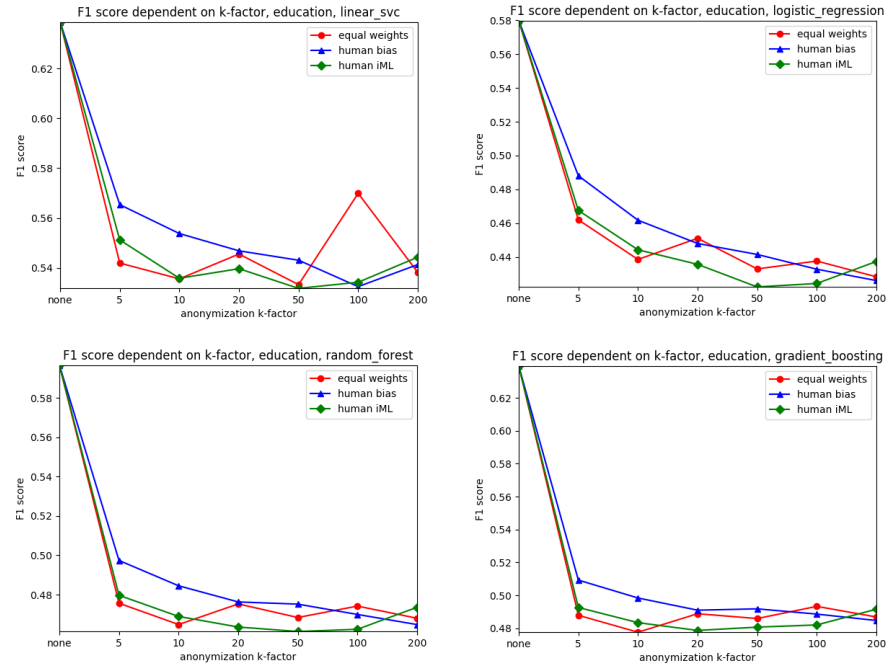 F1 score dependent on k-factor, education, linear_svc
equal weights
human bias
human iML
F1 score
0.62
0.60
0.58
0.56
0.54
none 5 10 20 50 100 200
anonymization k-factor
F1 score dependent on k-factor, education, logistic_regression
equal weights
human bias
human iML
F1 score
0.58
0.56
0.54
0.52
0.50
0.48
0.46
0.44
none 5 10 20 50 100 200
anonymization k-factor
F1 score dependent on k-factor, education, random_forest
equal weights
human bias
human iML
F1 score
0.58
0.56
0.54
0.52
0.50
0.48
none 5 10 20 50 100 200
anonymization k-factor
F1 score dependent on k-factor, education, gradient_boosting
equal weights
human bias
human iML
F1 score
0.62
0.60
0.58
0.56
0.54
0.52
0.50
0.48
none 5 10 20 50 100 200
anonymization k-factor